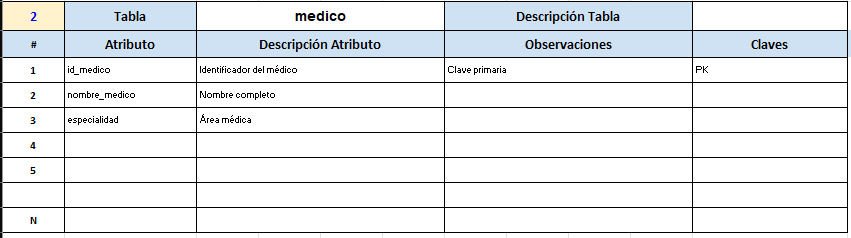 2 Tabla medico Descripción Tabla
# Atributo Descripción Atributo Observaciones Claves
1 id_medico Identificador del médico Clave primaria PK
2 nombre_medico Nombre completo
3 especialidad Área médica
4
5
N